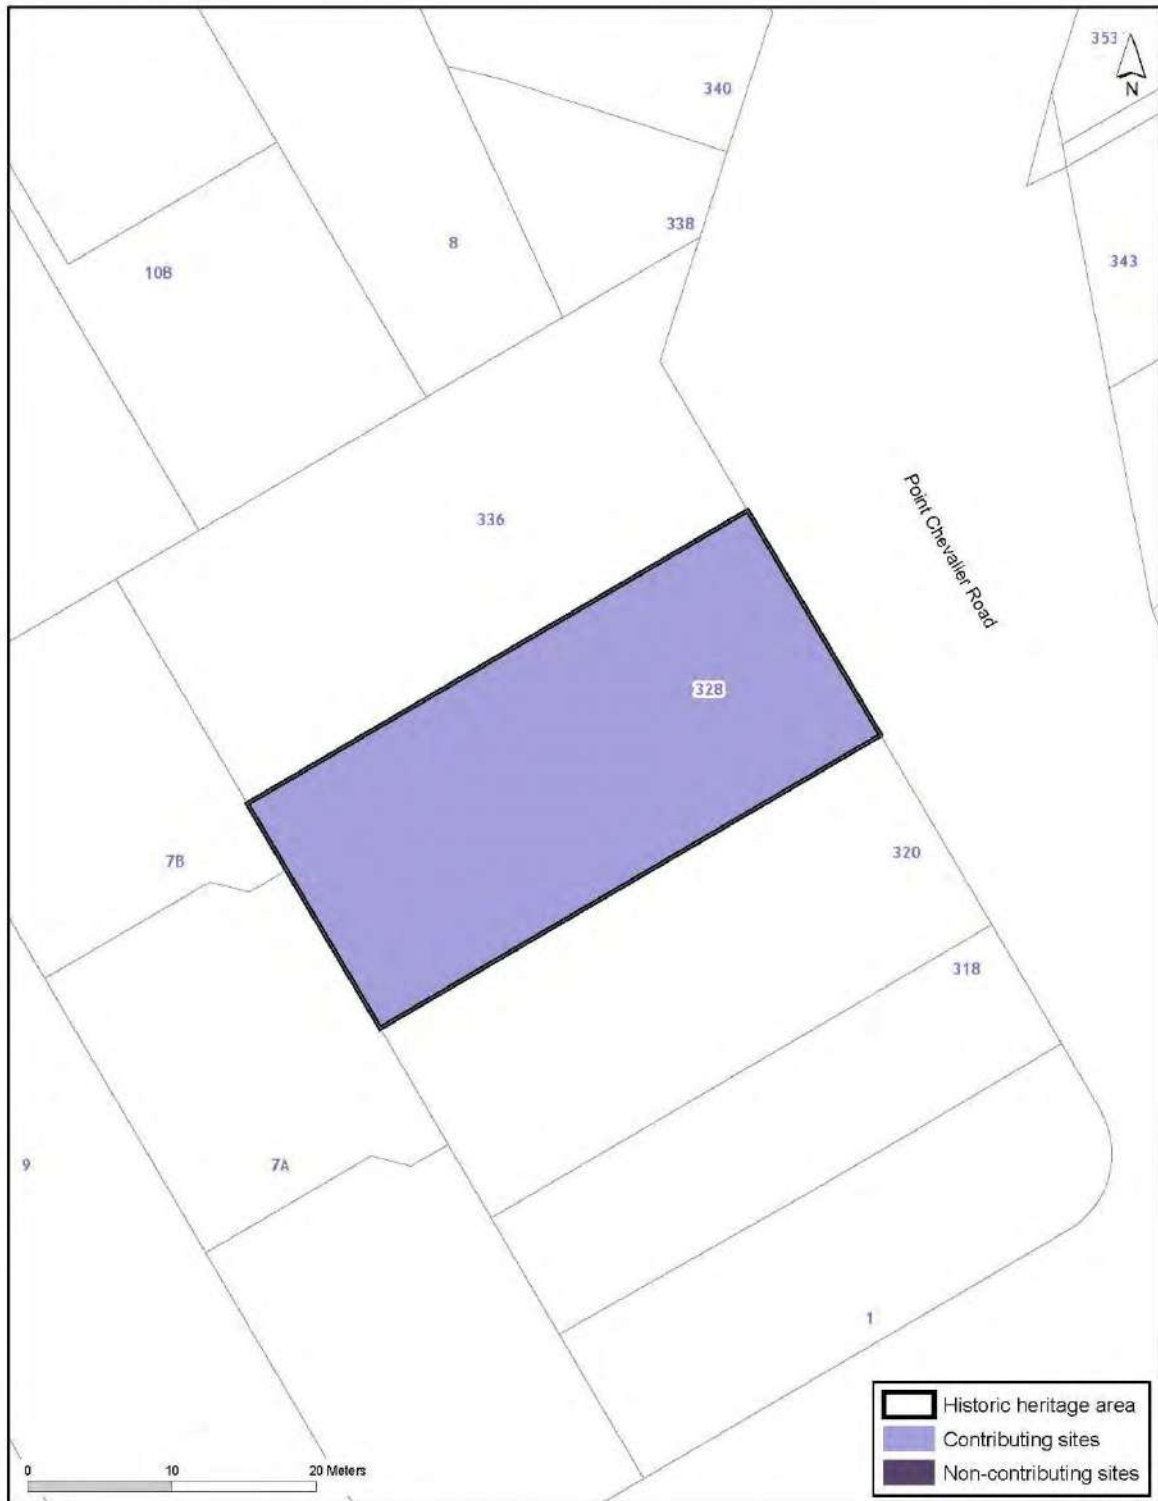 353
N
340
338
343
8
10B
336
Point Chevalier Road
328
320
7B
318
9
7A
1
Historic heritage area
Contributing sites
Non-contributing sites
0 10 20 Meters